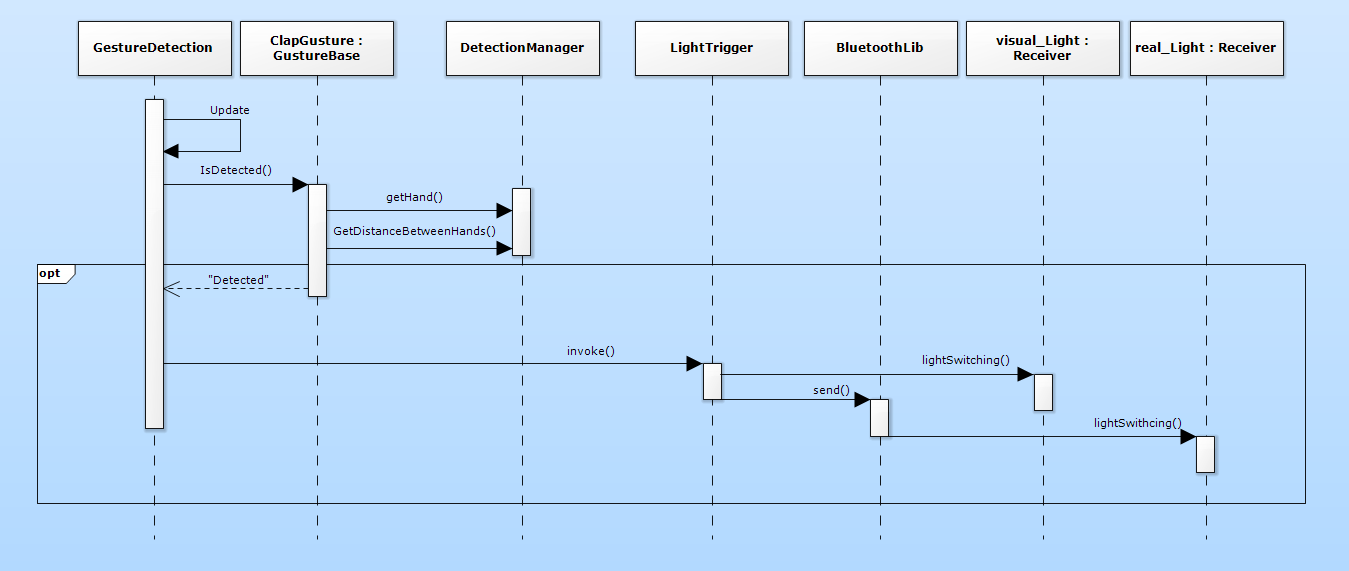 GestureDetection
ClapGusture :
GustureBase
DetectionManager
LightTrigger
BluetoothLib
visual_Light :
Receiver
real_Light : Receiver
Update
IsDetected()
getHand()
GetDistanceBetweenHands()
opt
"Detected"
invoke()
lightSwitching()
send()
lightSwithcing()